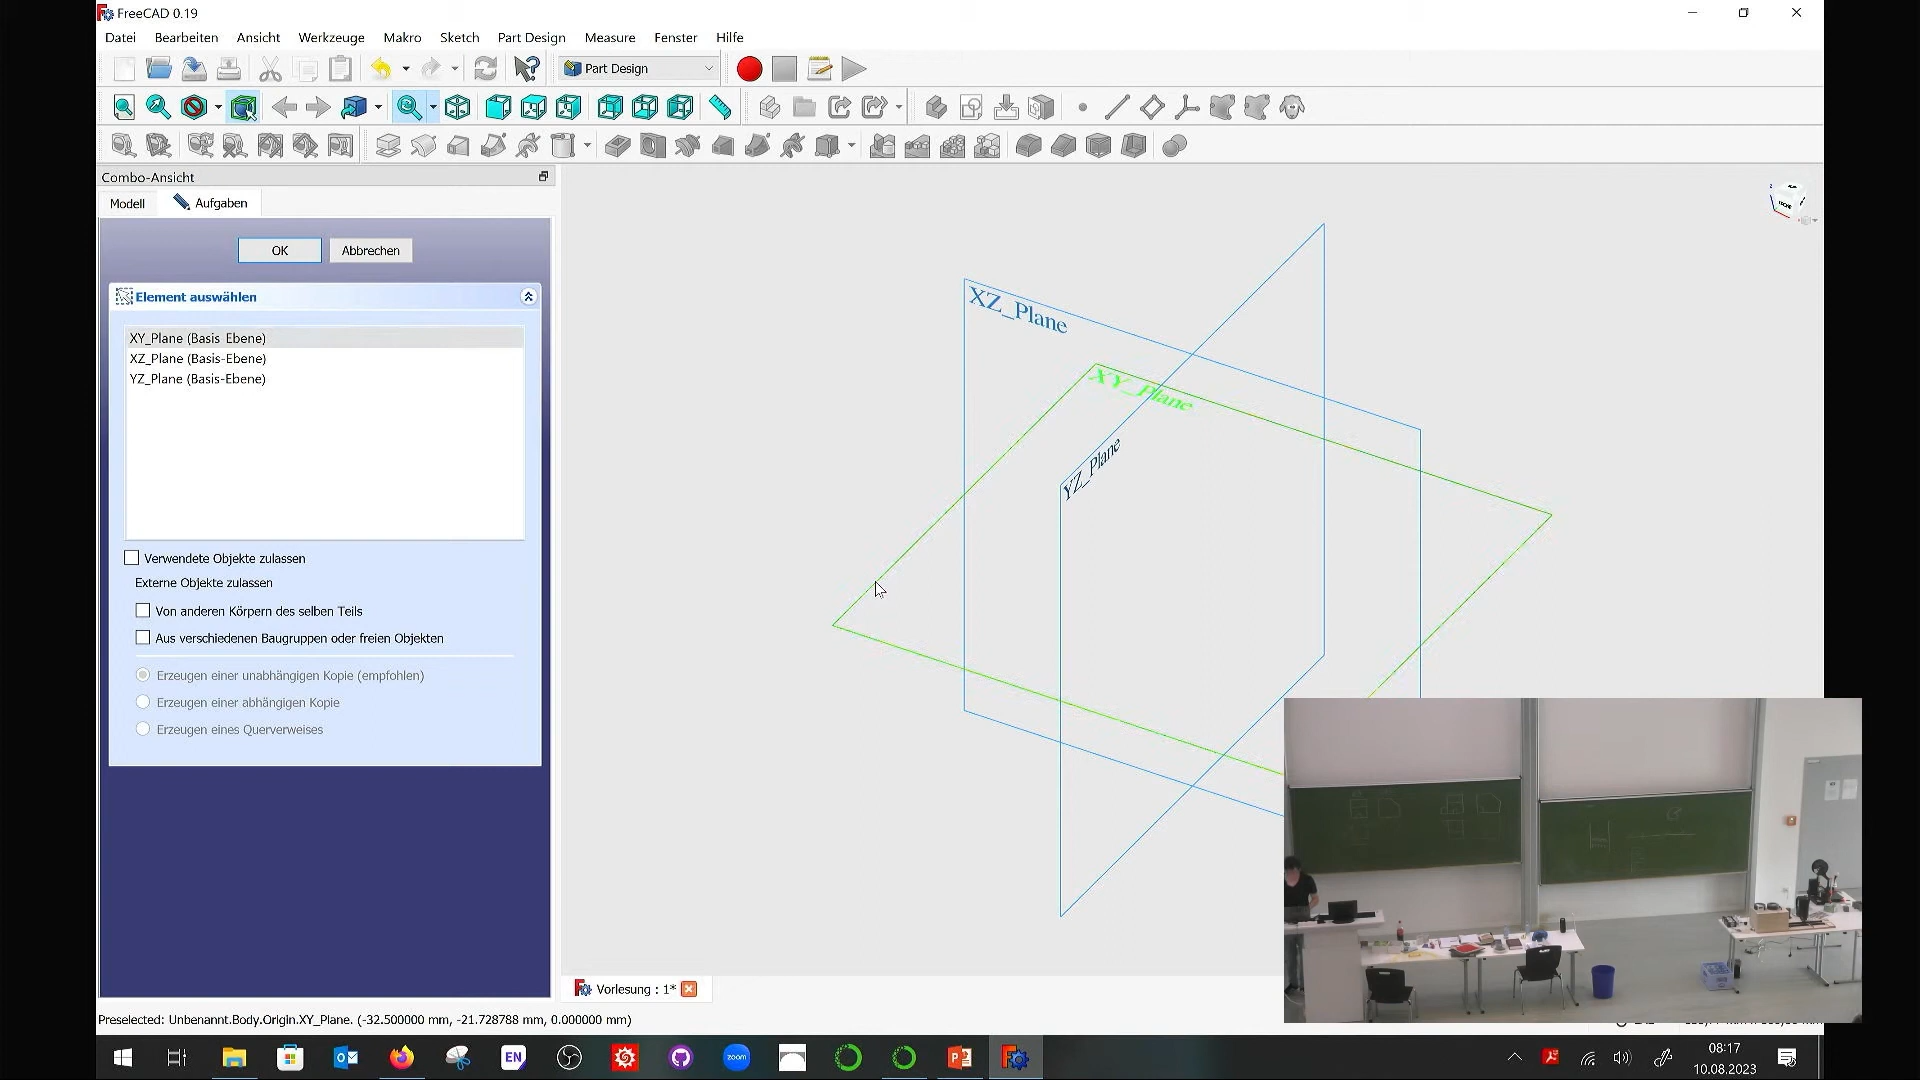 FreeCAD 0.19
Datei Bearbeiten Ansicht Werkzeuge Makro Sketch Part Design Measure Fenster Hilfe
Part Design
Combo-Ansicht
Modell Aufgaben
OK Abbrechen
Element auswählen
XY_Plane (Basis-Ebene)
XZ_Plane (Basis-Ebene)
YZ_Plane (Basis-Ebene)
Verwendete Objekte zulassen
Externe Objekte zulassen
Von anderen Körpern des selben Teils
Aus verschiedenen Baugruppen oder freien Objekten
Erzeugen einer unabhängigen Kopie (empfohlen)
Erzeugen einer abhängigen Kopie
Erzeugen eines Querverweises
XZ_Plane
XY_Plane
YZ_Plane
Vorlesung : 1*
Preselected: Unbenannt.Body.Origin.XY_Plane. (-32.500000 mm, -21.728788 mm, 0.000000 mm)
EN
zoom
08:17
10.08.2023